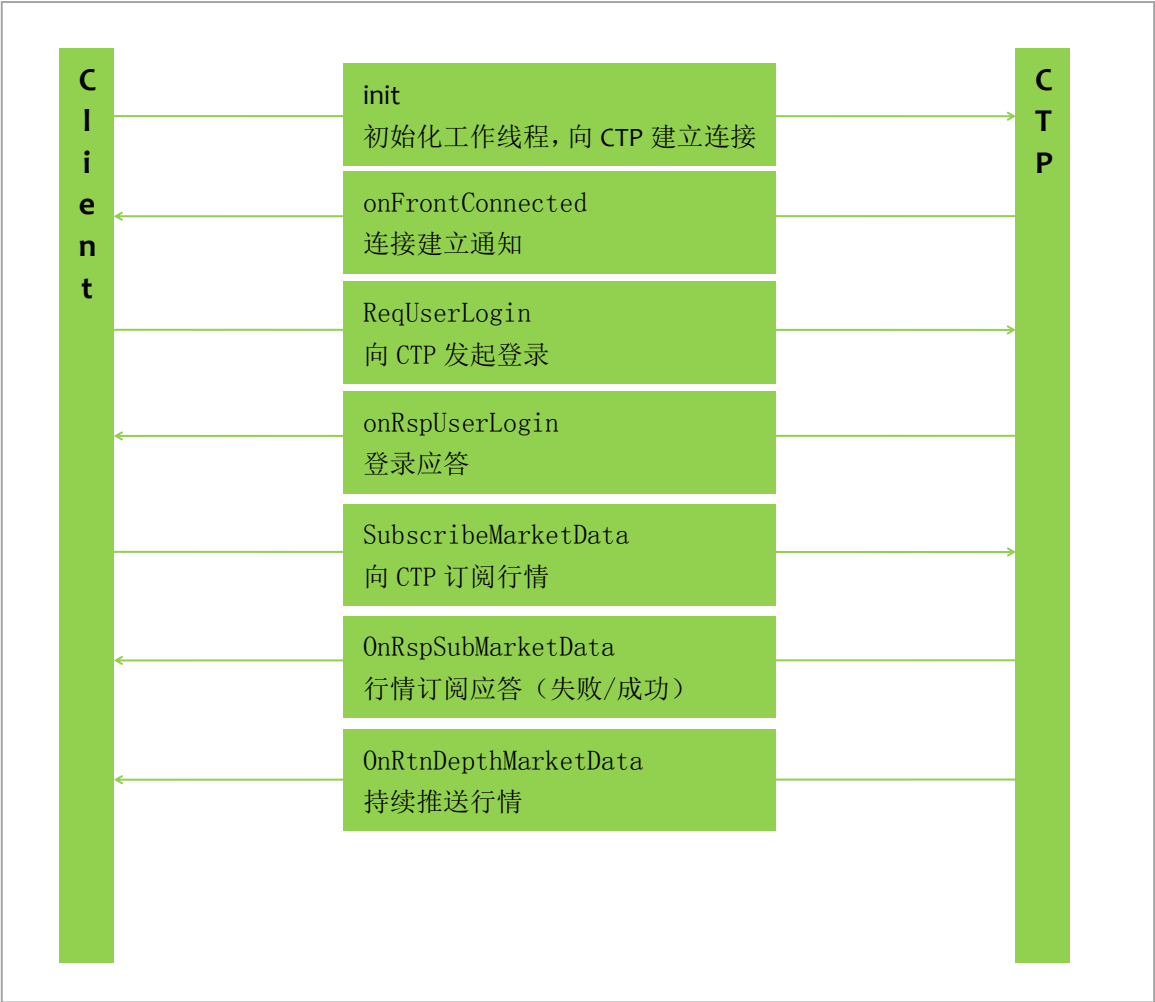 Client
CTP
init
初始化工作线程，向 CTP 建立连接
onFrontConnected
连接建立通知
ReqUserLogin
向 CTP 发起登录
onRspUserLogin
登录应答
SubscribeMarketData
向 CTP 订阅行情
OnRspSubMarketData
行情订阅应答（失败/成功）
OnRtnDepthMarketData
持续推送行情